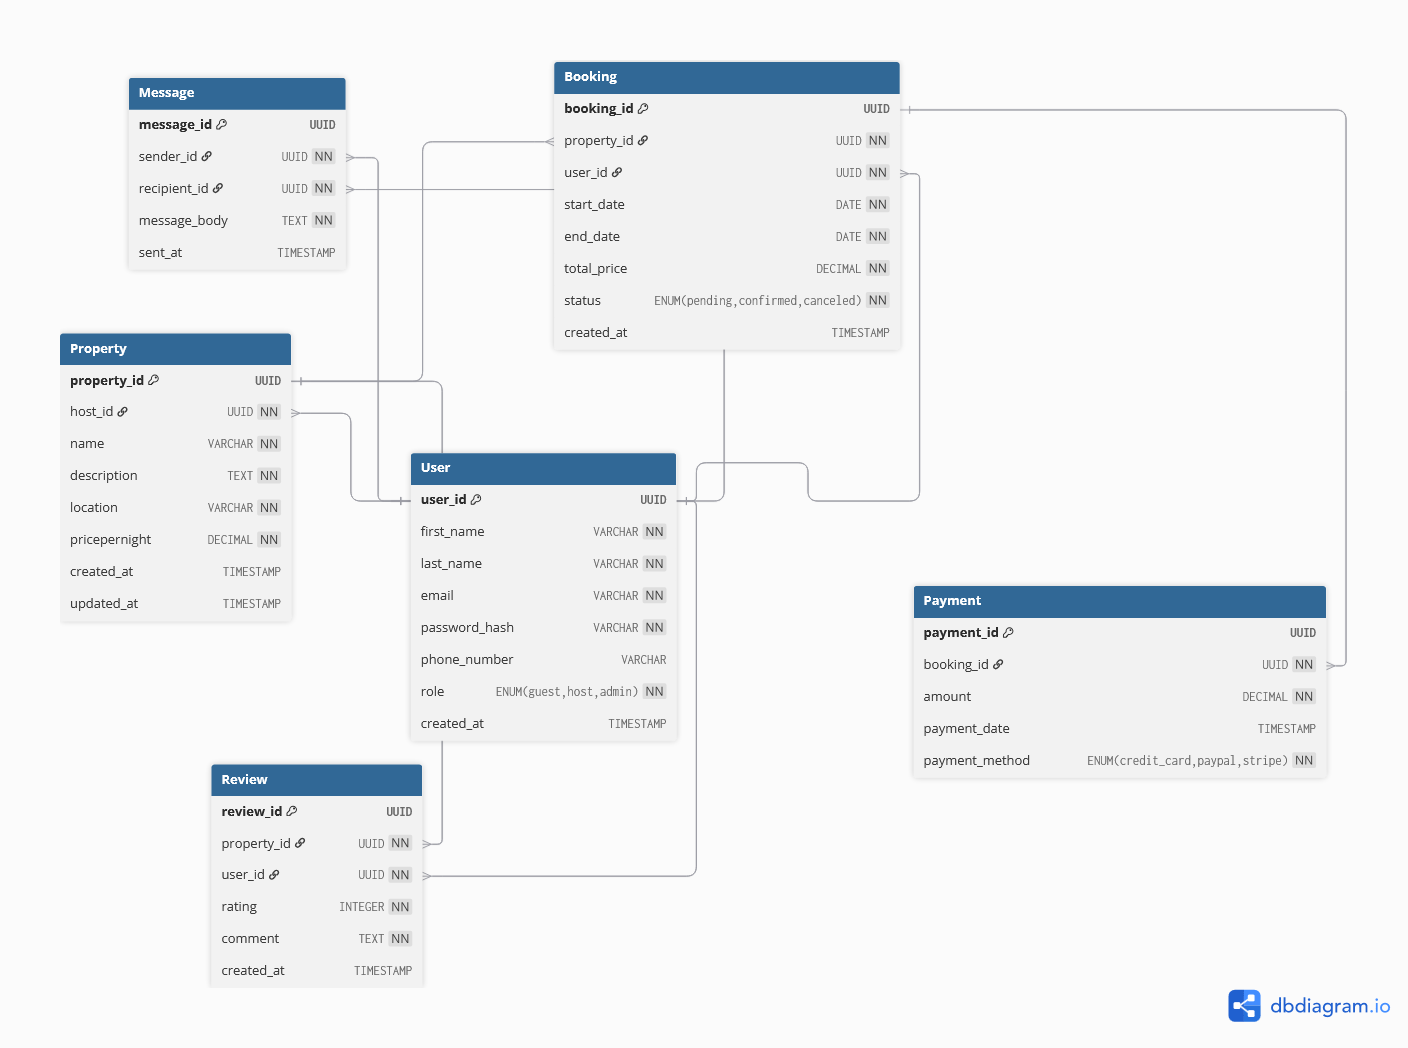 Message
message_id UUID
sender_id UUID NN
recipient_id UUID NN
message_body TEXT NN
sent_at TIMESTAMP
Booking
booking_id UUID
property_id UUID NN
user_id UUID NN
start_date DATE NN
end_date DATE NN
total_price DECIMAL NN
status ENUM(pending,confirmed,canceled) NN
created_at TIMESTAMP
Property
property_id UUID
host_id UUID NN
name VARCHAR NN
description TEXT NN
location VARCHAR NN
pricepernight DECIMAL NN
created_at TIMESTAMP
updated_at TIMESTAMP
User
user_id UUID
first_name VARCHAR NN
last_name VARCHAR NN
email VARCHAR NN
password_hash VARCHAR NN
phone_number VARCHAR
role ENUM(guest,host,admin) NN
created_at TIMESTAMP
Payment
payment_id UUID
booking_id UUID NN
amount DECIMAL NN
payment_date TIMESTAMP
payment_method ENUM(credit_card,paypal,stripe) NN
Review
review_id UUID
property_id UUID NN
user_id UUID NN
rating INTEGER NN
comment TEXT NN
created_at TIMESTAMP
dbdiagram.io